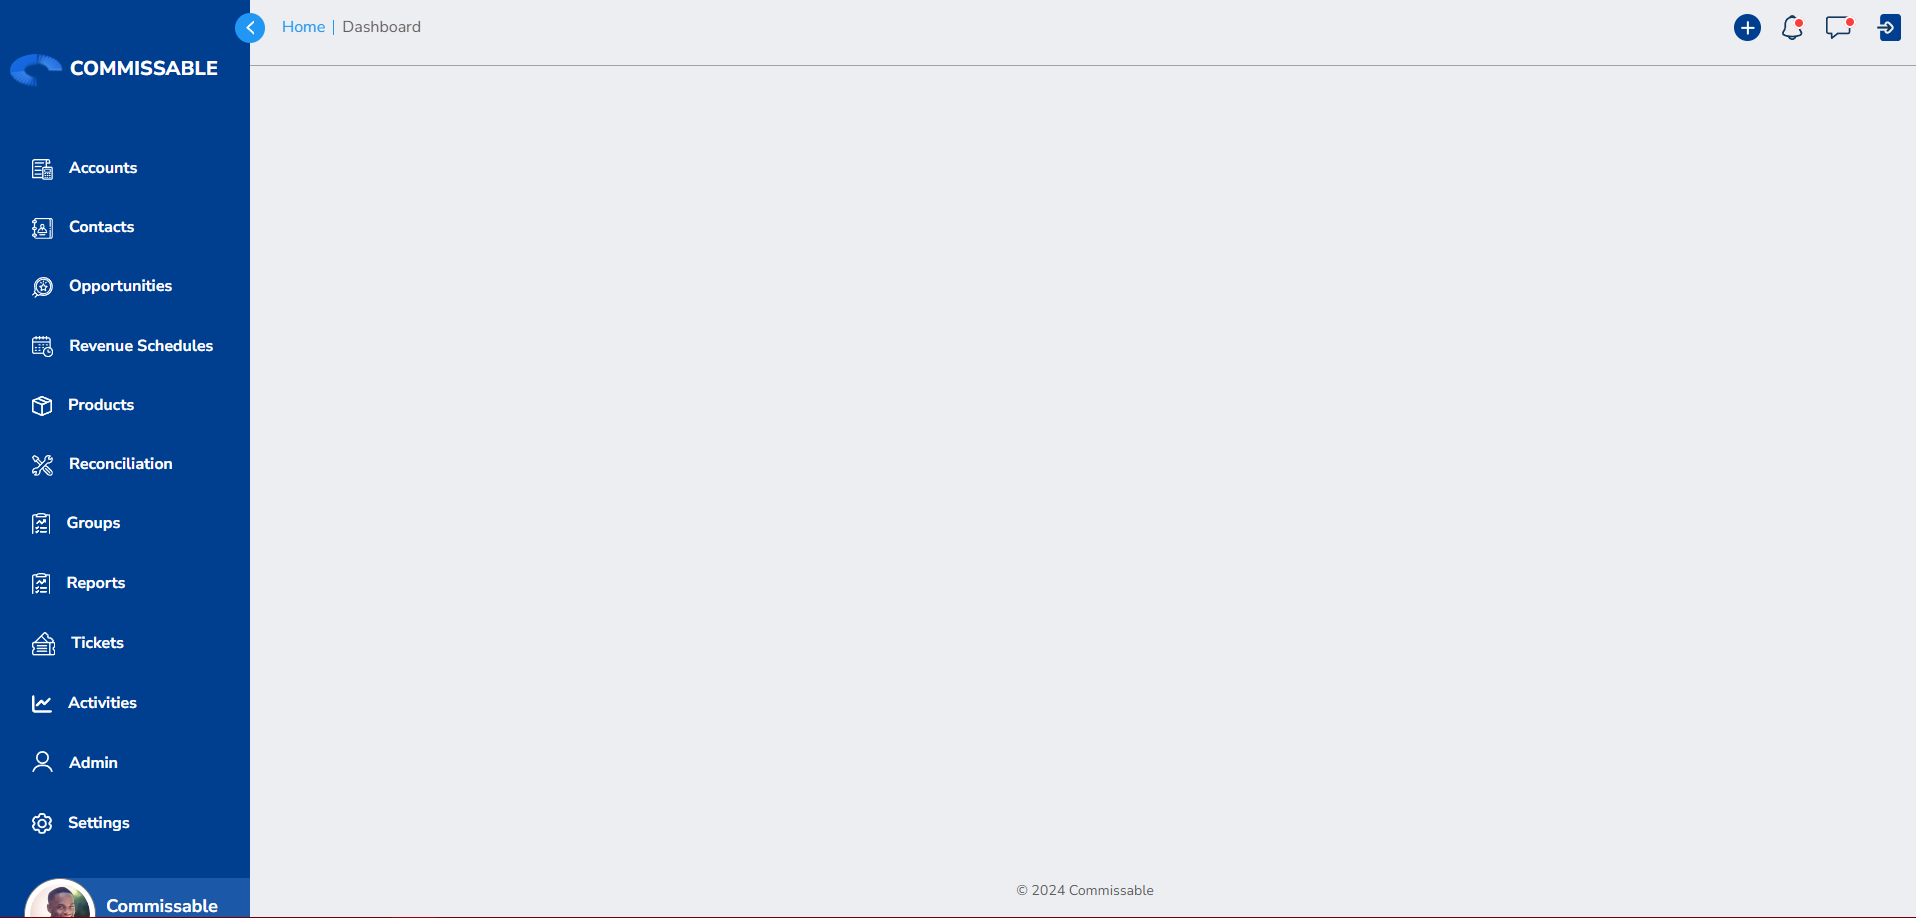 Home | Dashboard
COMMISSABLE
Accounts
Contacts
Opportunities
Revenue Schedules
Products
Reconciliation
Groups
Reports
Tickets
Activities
Admin
Settings
Commissable
© 2024 Commissable